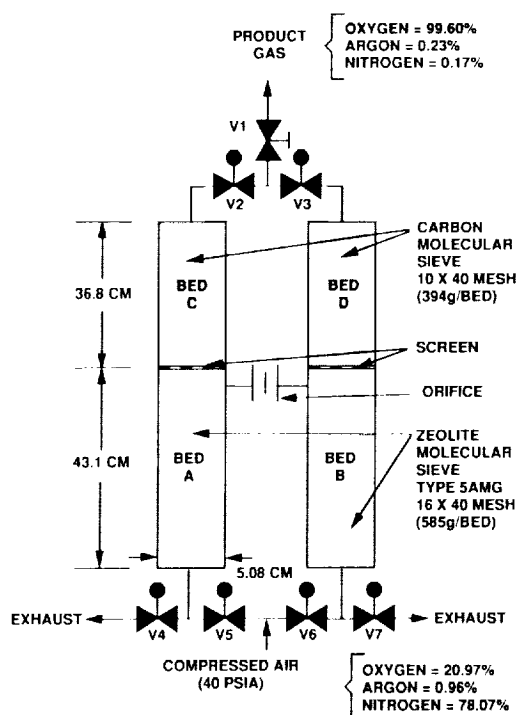 PRODUCT
GAS
OXYGEN = 99.60%
ARGON = 0.23%
NITROGEN = 0.17%
V1
V2
V3
36.8 CM
BED
C
BED
D
CARBON
MOLECULAR
SIEVE
10 X 40 MESH
(394g/BED)
SCREEN
ORIFICE
43.1 CM
BED
A
BED
B
ZEOLITE
MOLECULAR
SIEVE
TYPE 5AMG
16 X 40 MESH
(585g/BED)
5.08 CM
EXHAUST
V4
V5
V6
V7
EXHAUST
COMPRESSED AIR
(40 PSIA)
OXYGEN = 20.97%
ARGON = 0.96%
NITROGEN = 78.07%